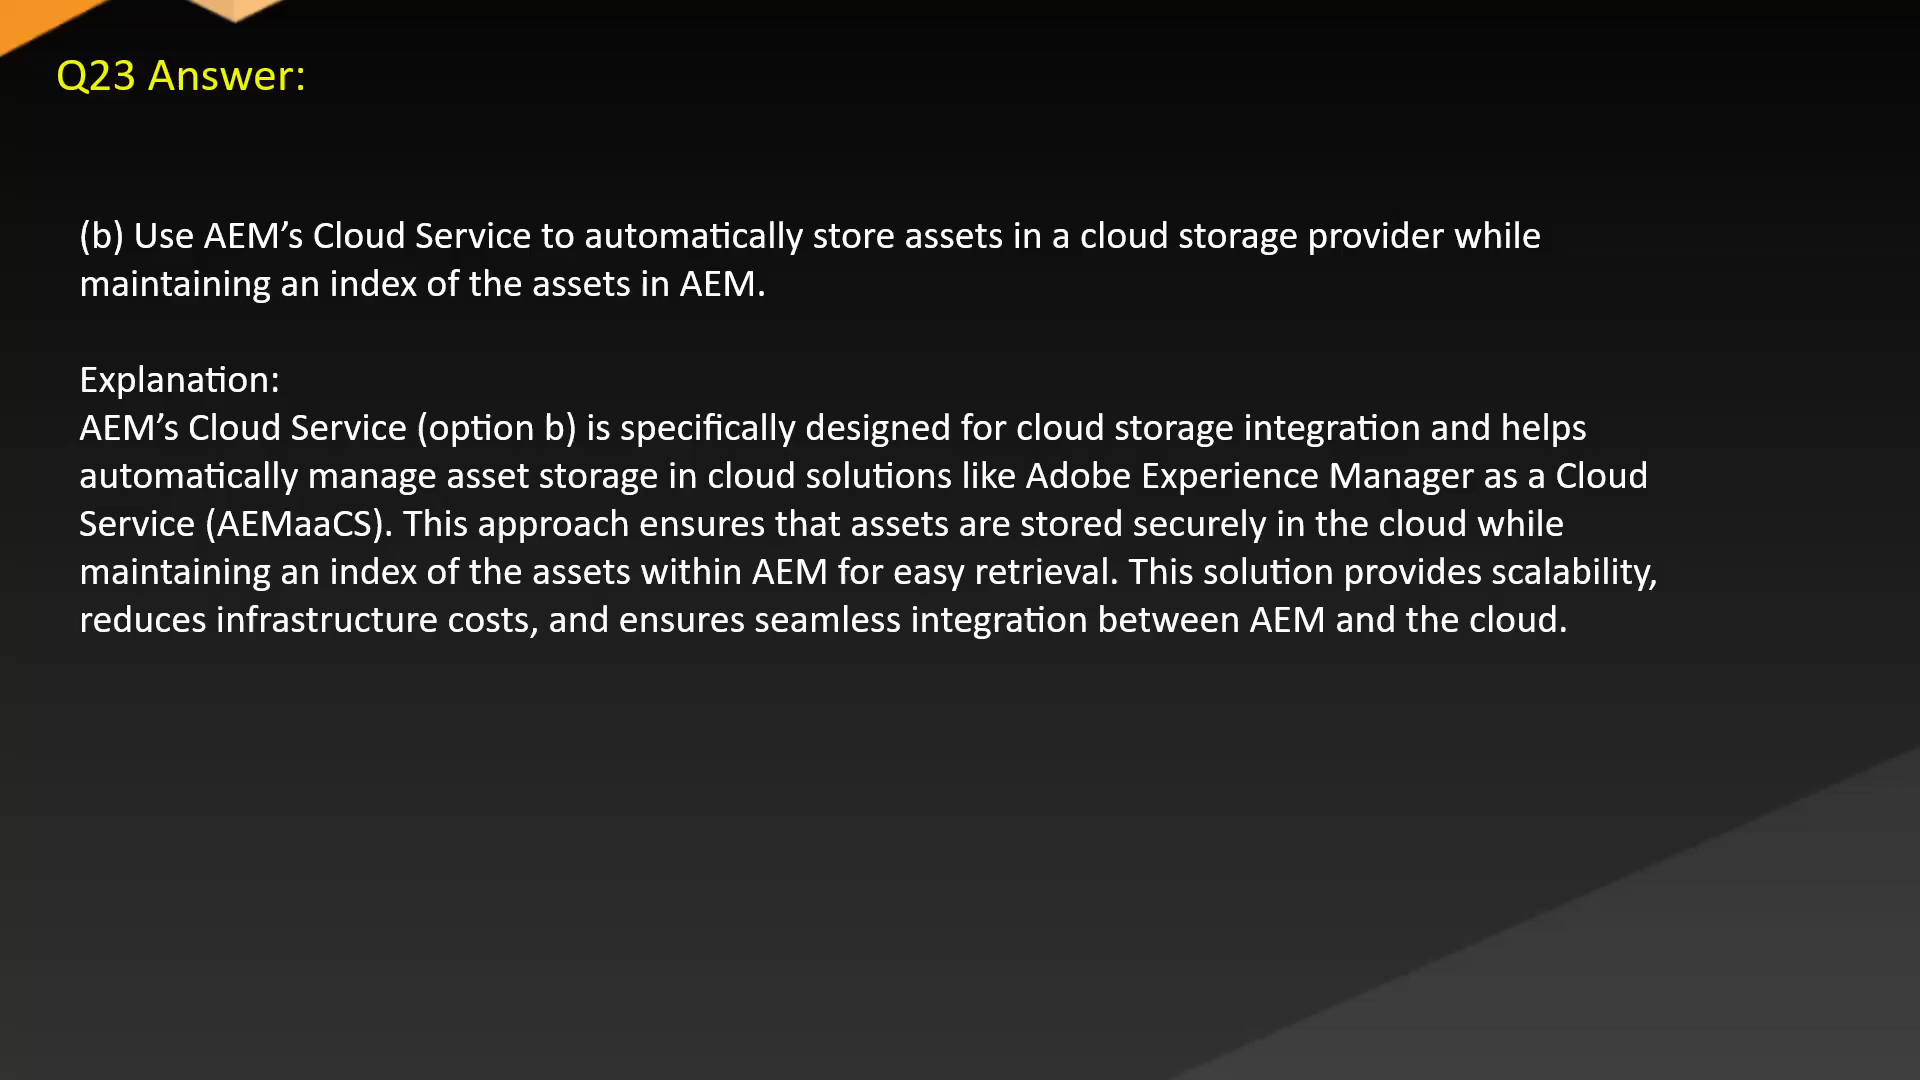 Q23 Answer:
(b) Use AEM’s Cloud Service to automatically store assets in a cloud storage provider while
maintaining an index of the assets in AEM.
Explanation:
AEM’s Cloud Service (option b) is specifically designed for cloud storage integration and helps
automatically manage asset storage in cloud solutions like Adobe Experience Manager as a Cloud
Service (AEMaaCS). This approach ensures that assets are stored securely in the cloud while
maintaining an index of the assets within AEM for easy retrieval. This solution provides scalability,
reduces infrastructure costs, and ensures seamless integration between AEM and the cloud.